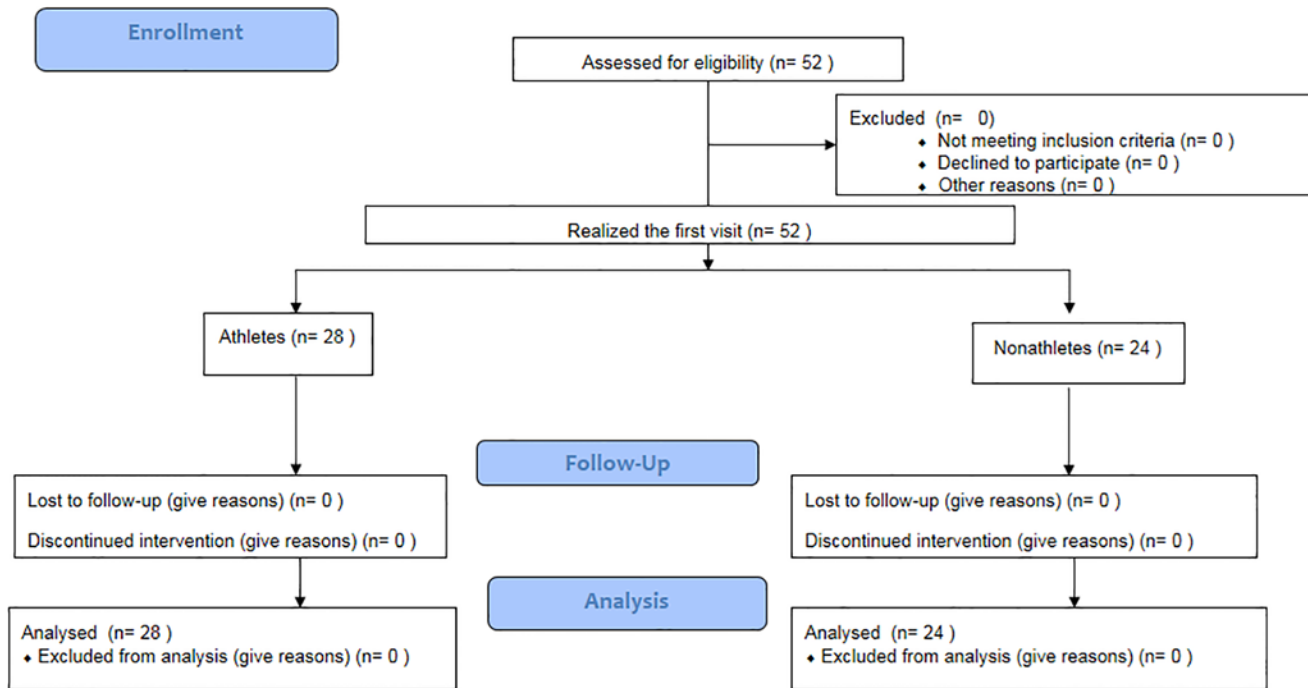 Enrollment
Assessed for eligibility (n= 52 )
Excluded (n= 0)
⬥ Not meeting inclusion criteria (n= 0 )
⬥ Declined to participate (n= 0 )
⬥ Other reasons (n= 0 )
Realized the first visit (n= 52 )
Athletes (n= 28 )
Nonathletes (n= 24 )
Follow-Up
Lost to follow-up (give reasons) (n= 0 )
Discontinued intervention (give reasons) (n= 0 )
Lost to follow-up (give reasons) (n= 0 )
Discontinued intervention (give reasons) (n= 0 )
Analysis
Analysed (n= 28 )
⬥ Excluded from analysis (give reasons) (n= 0 )
Analysed (n= 24 )
⬥ Excluded from analysis (give reasons) (n= 0 )